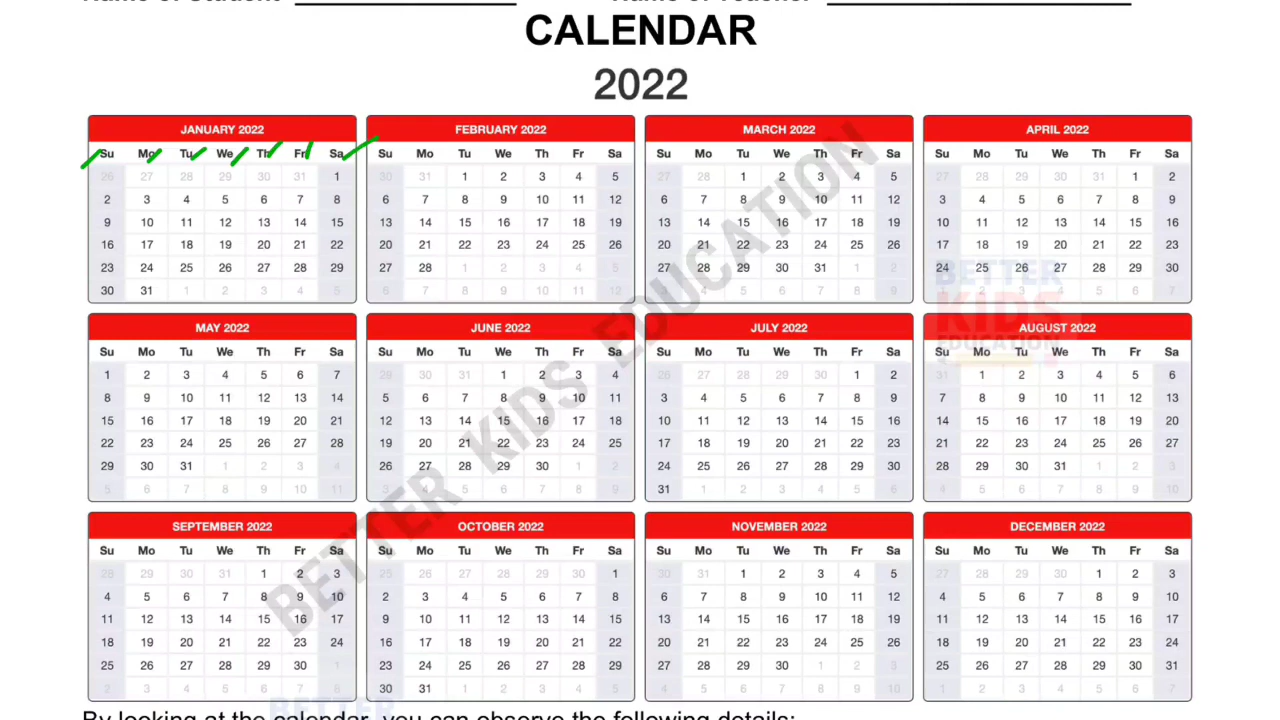 Name of Student ____________________ Name of Teacher _________________________
CALENDAR
2022
JANUARY 2022 FEBRUARY 2022 MARCH 2022 APRIL 2022
Su Mo Tu We Th Fr Sa Su Mo Tu We Th Fr Sa Su Mo Tu We Th Fr Sa Su Mo Tu We Th Fr Sa
26 27 28 29 30 31 1 30 31 1 2 3 4 5 27 28 1 2 3 4 5 27 28 29 30 31 1 2
2 3 4 5 6 7 8 6 7 8 9 10 11 12 6 7 8 9 10 11 12 3 4 5 6 7 8 9
9 10 11 12 13 14 15 13 14 15 16 17 18 19 13 14 15 16 17 18 19 10 11 12 13 14 15 16
16 17 18 19 20 21 22 20 21 22 23 24 25 26 20 21 22 23 24 25 26 17 18 19 20 21 22 23
23 24 25 26 27 28 29 27 28 1 2 3 4 5 27 28 29 30 31 1 2 24 25 26 27 28 29 30
30 31 1 2 3 4 5 6 7 8 9 10 11 12 3 4 5 6 7 8 9 1 2 3 4 5 6 7
MAY 2022 JUNE 2022 JULY 2022 AUGUST 2022
Su Mo Tu We Th Fr Sa Su Mo Tu We Th Fr Sa Su Mo Tu We Th Fr Sa Su Mo Tu We Th Fr Sa
1 2 3 4 5 6 7 29 30 31 1 2 3 4 26 27 28 29 30 1 2 31 1 2 3 4 5 6
8 9 10 11 12 13 14 5 6 7 8 9 10 11 3 4 5 6 7 8 9 7 8 9 10 11 12 13
15 16 17 18 19 20 21 12 13 14 15 16 17 18 10 11 12 13 14 15 16 14 15 16 17 18 19 20
22 23 24 25 26 27 28 19 20 21 22 23 24 25 17 18 19 20 21 22 23 21 22 23 24 25 26 27
29 30 31 1 2 3 4 26 27 28 29 30 1 2 24 25 26 27 28 29 30 28 29 30 31 1 2 3
5 6 7 8 9 10 11 3 4 5 6 7 8 9 31 1 2 3 4 5 6 4 5 6 7 8 9 10
SEPTEMBER 2022 OCTOBER 2022 NOVEMBER 2022 DECEMBER 2022
Su Mo Tu We Th Fr Sa Su Mo Tu We Th Fr Sa Su Mo Tu We Th Fr Sa Su Mo Tu We Th Fr Sa
28 29 30 31 1 2 3 25 26 27 28 29 30 1 30 31 1 2 3 4 5 27 28 29 30 1 2 3
4 5 6 7 8 9 10 2 3 4 5 6 7 8 6 7 8 9 10 11 12 4 5 6 7 8 9 10
11 12 13 14 15 16 17 9 10 11 12 13 14 15 13 14 15 16 17 18 19 11 12 13 14 15 16 17
18 19 20 21 22 23 24 16 17 18 19 20 21 22 20 21 22 23 24 25 26 18 19 20 21 22 23 24
25 26 27 28 29 30 1 23 24 25 26 27 28 29 27 28 29 30 1 2 3 25 26 27 28 29 30 31
2 3 4 5 6 7 8 30 31 1 2 3 4 5 4 5 6 7 8 9 10 1 2 3 4 5 6 7
By looking at the calendar, you can observe the following details:
BETTER KIDS EDUCATION
BETTER
KIDS
EDUCATION
BETTER